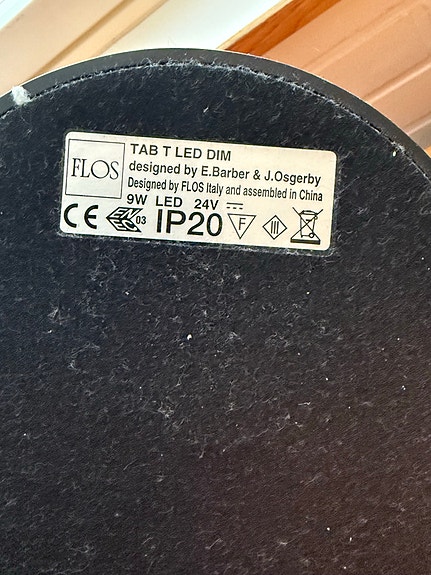 FLOS
TAB T LED DIM
designed by E.Barber & J.Osgerby
Designed by FLOS Italy and assembled in China
9W LED 24V ⎓
CE 03 IP20 F III